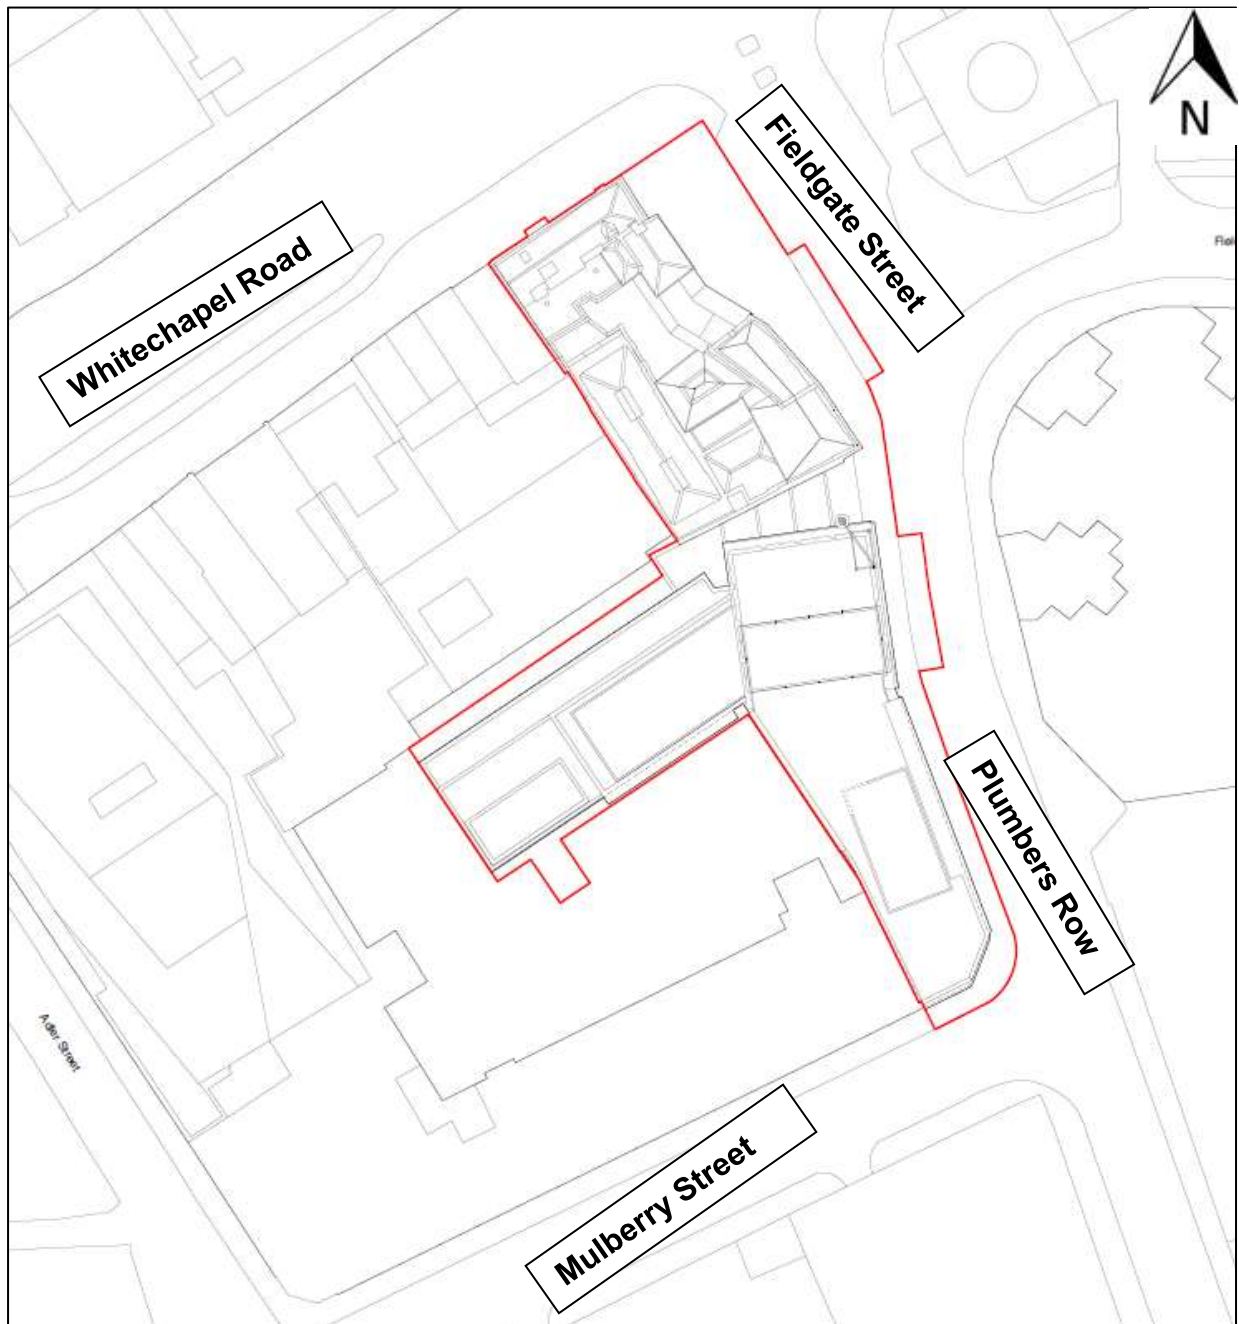 N
Fieldgate Street
Whitechapel Road
Plumbers Row
Adler Street
Mulberry Street